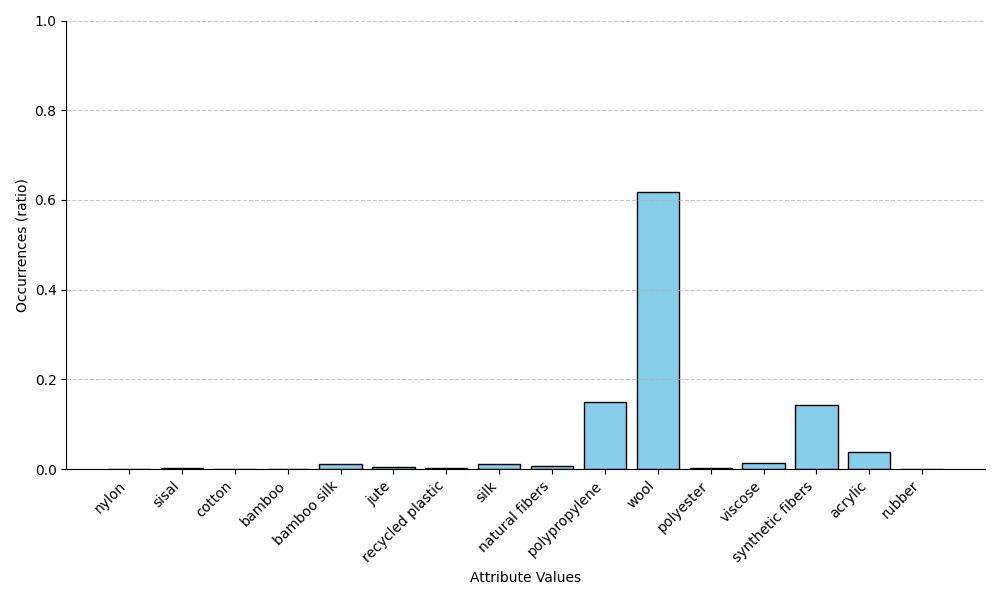 1.0
0.8
0.6
0.4
0.2
0.0
Occurrences (ratio)
nylon
sisal
cotton
bamboo
bamboo silk
jute
recycled plastic
silk
natural fibers
polypropylene
wool
polyester
viscose
synthetic fibers
acrylic
rubber
Attribute Values